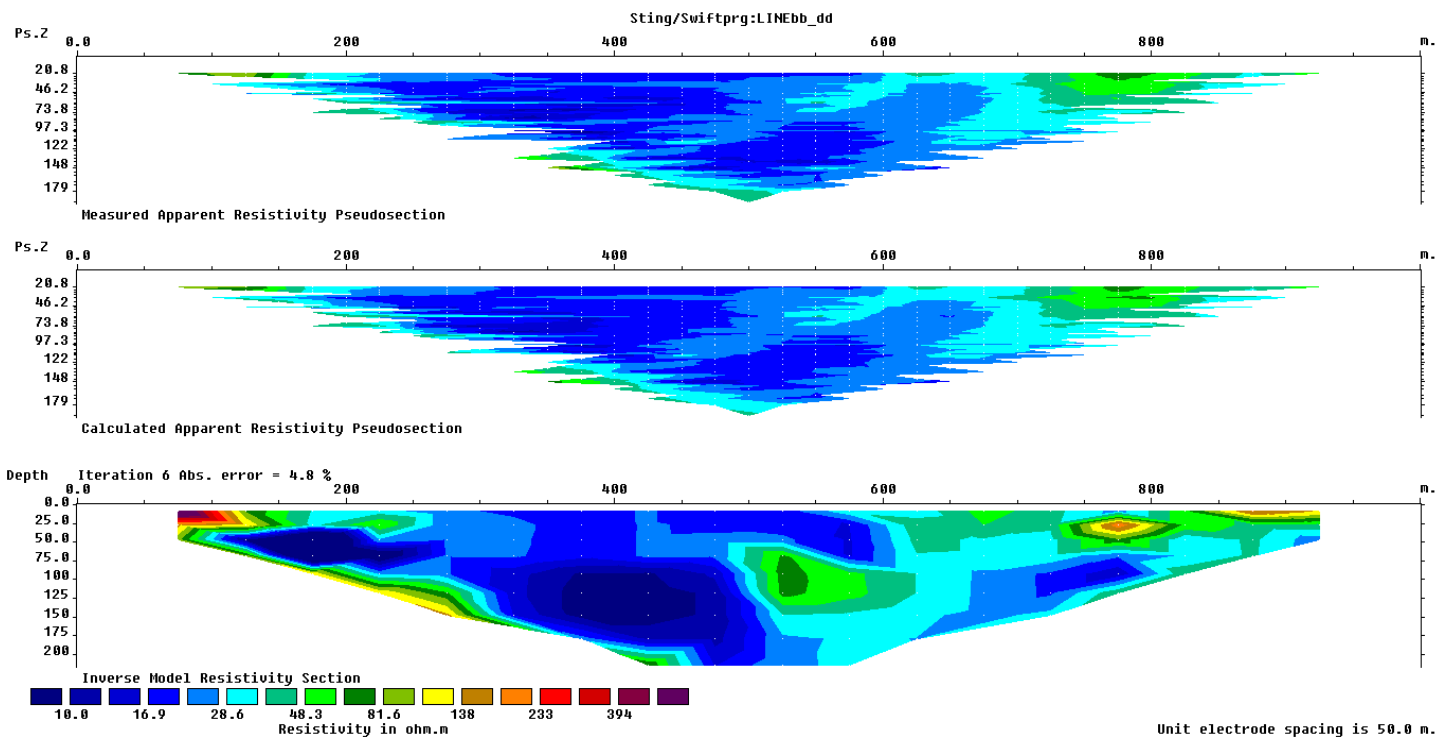 Sting/Swiftprg:LINEbb_dd
Ps.Z
0.0 200 400 600 800 m.
20.8
46.2
73.8
97.3
122
148
179
Measured Apparent Resistivity Pseudosection
Ps.Z
0.0 200 400 600 800 m.
20.8
46.2
73.8
97.3
122
148
179
Calculated Apparent Resistivity Pseudosection
Depth Iteration 6 Abs. error = 4.8 %
0.0 200 400 600 800 m.
0.0
25.0
50.0
75.0
100
125
150
175
200
Inverse Model Resistivity Section
10.0 16.9 28.6 48.3 81.6 138 233 394
Resistivity in ohm.m Unit electrode spacing is 50.0 m.